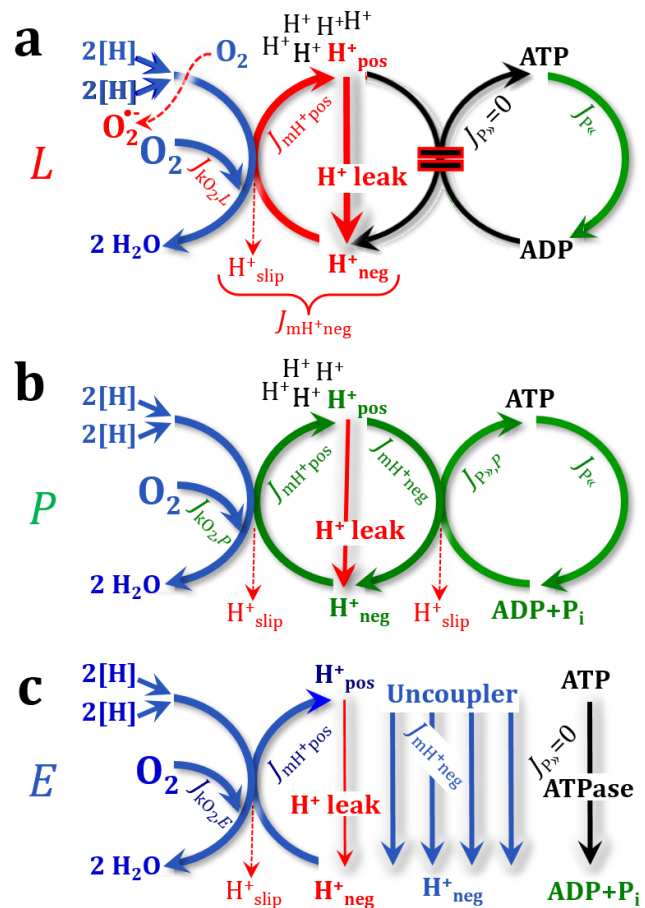 a
H⁺ H⁺H⁺H⁺
2[H] O₂ H⁺ H⁺ H⁺pos ATP
2[H]
O₂•-
O₂ JkO₂,L JmH⁺pos JP»=0 JP«
L H⁺ leak
2 H₂O H⁺slip H⁺neg ADP
JmH⁺neg
b
H⁺ H⁺
2[H] H⁺ H⁺ H⁺pos ATP
2[H]
O₂ JkO₂,P JmH⁺pos JmH⁺neg JP»,P JP«
P H⁺ leak
2 H₂O H⁺slip H⁺neg H⁺slip ADP+Pi
c
2[H] H⁺pos Uncoupler ATP
2[H]
O₂ JkO₂,E JmH⁺pos JmH⁺neg JP»=0
E H⁺ leak ATPase
2 H₂O H⁺slip H⁺neg H⁺neg ADP+Pi